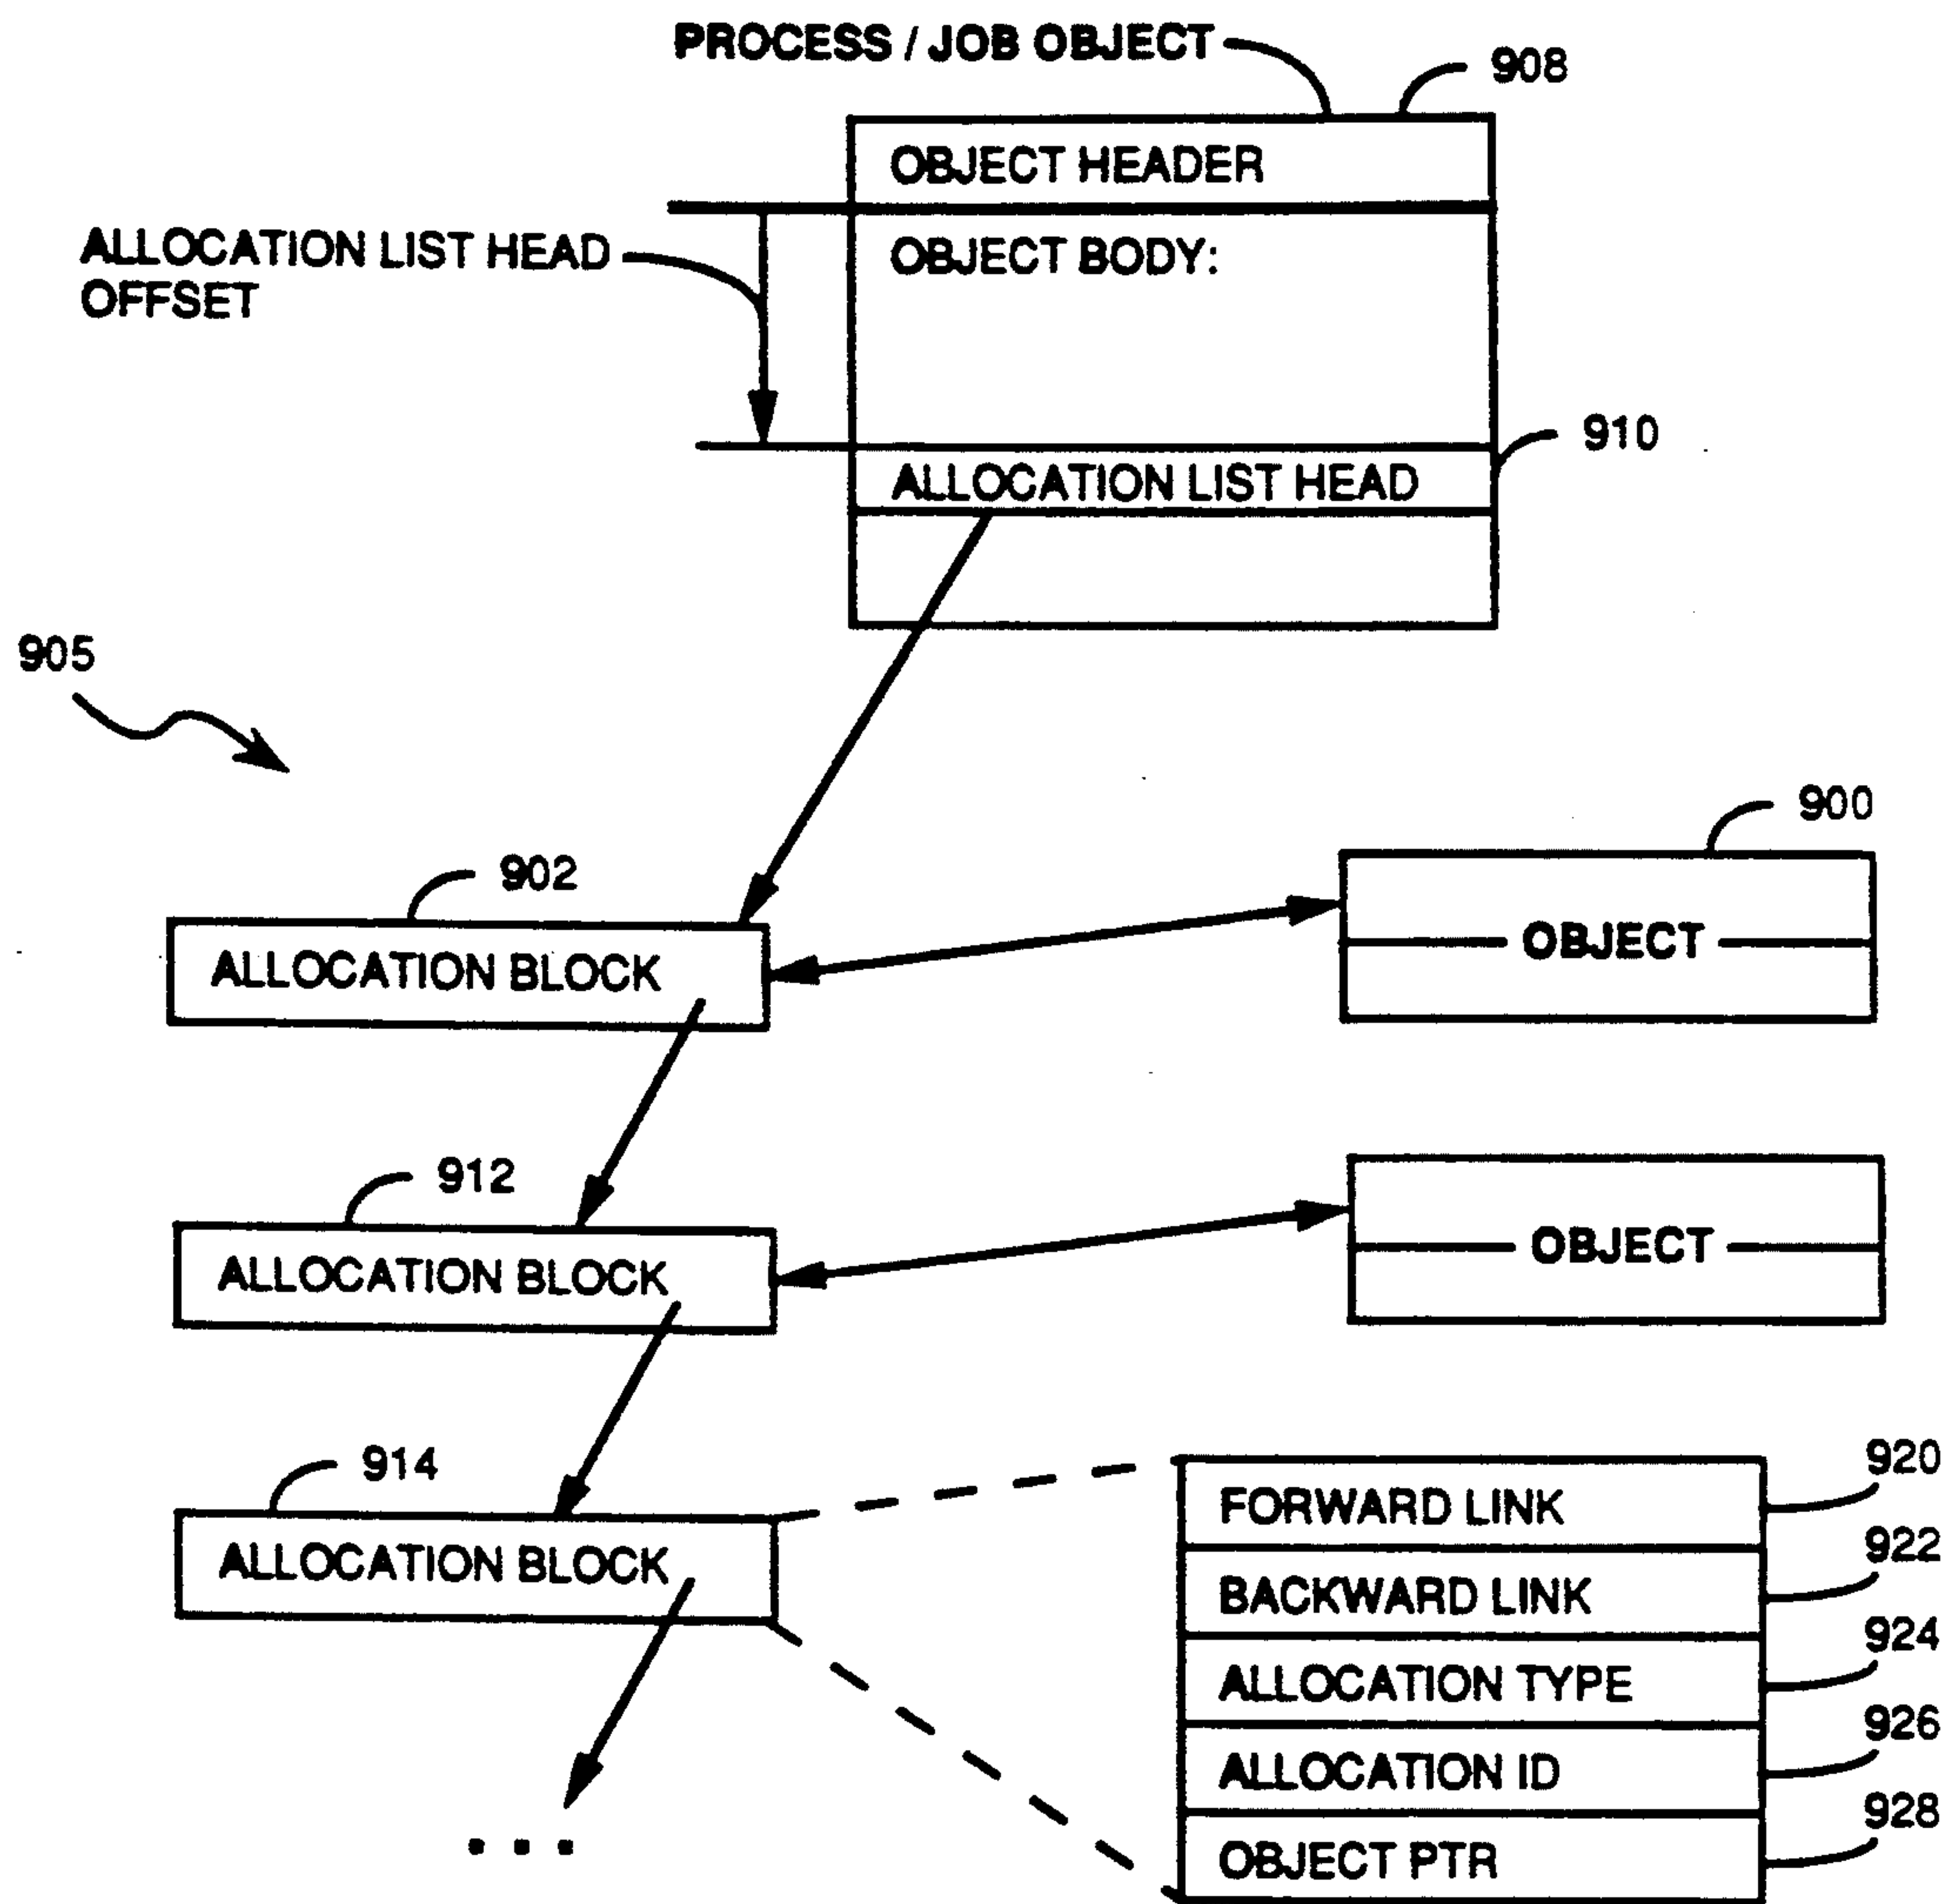 PROCESS / JOB OBJECT
908
OBJECT HEADER
ALLOCATION LIST HEAD
OFFSET
OBJECT BODY:
910
ALLOCATION LIST HEAD
905
900
902
OBJECT
ALLOCATION BLOCK
912
OBJECT
ALLOCATION BLOCK
914
ALLOCATION BLOCK
920
FORWARD LINK
922
BACKWARD LINK
924
ALLOCATION TYPE
926
ALLOCATION ID
928
OBJECT PTR
...